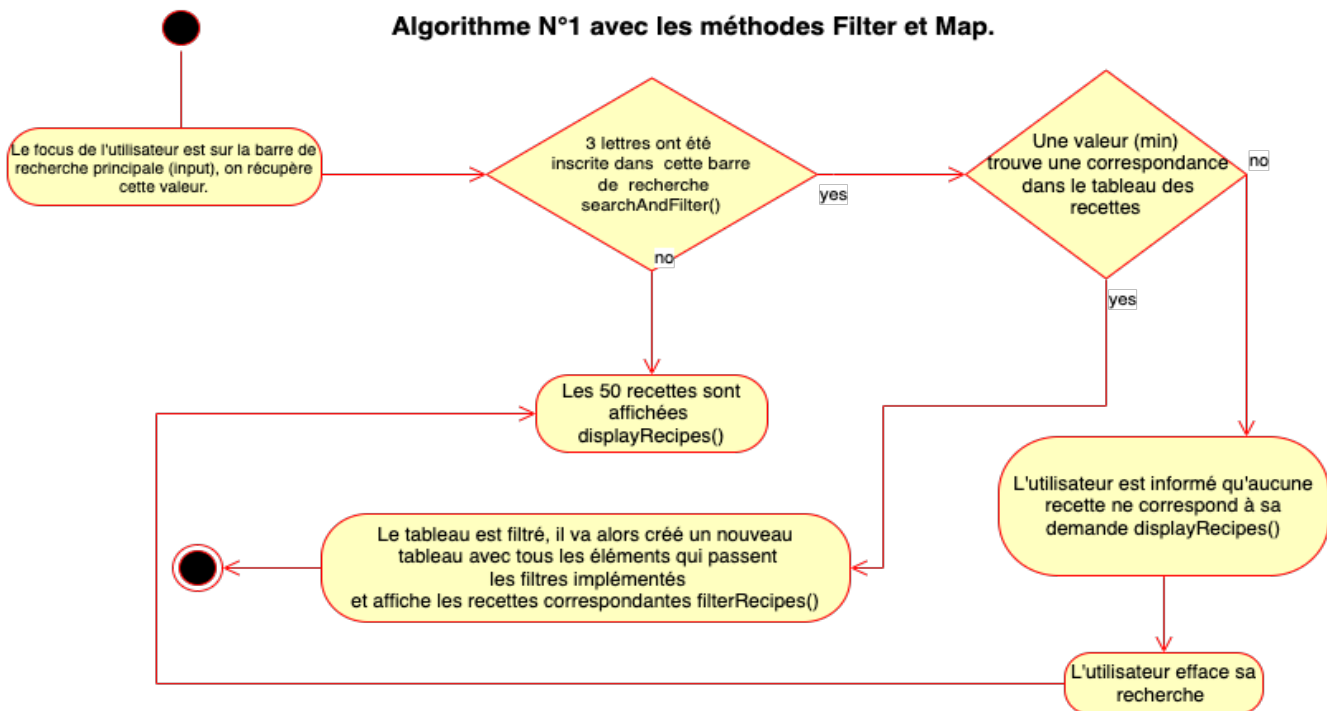 Algorithme N°1 avec les méthodes Filter et Map.
Le focus de l'utilisateur est sur la barre de
recherche principale (input), on récupère
cette valeur.
3 lettres ont été
inscrite dans cette barre
de recherche
searchAndFilter()
yes
no
Une valeur (min)
trouve une correspondance
dans le tableau des
recettes
no
yes
Les 50 recettes sont
affichées
displayRecipes()
L'utilisateur est informé qu'aucune
recette ne correspond à sa
demande displayRecipes()
Le tableau est filtré, il va alors créé un nouveau
tableau avec tous les éléments qui passent
les filtres implémentés
et affiche les recettes correspondantes filterRecipes()
L'utilisateur efface sa
recherche